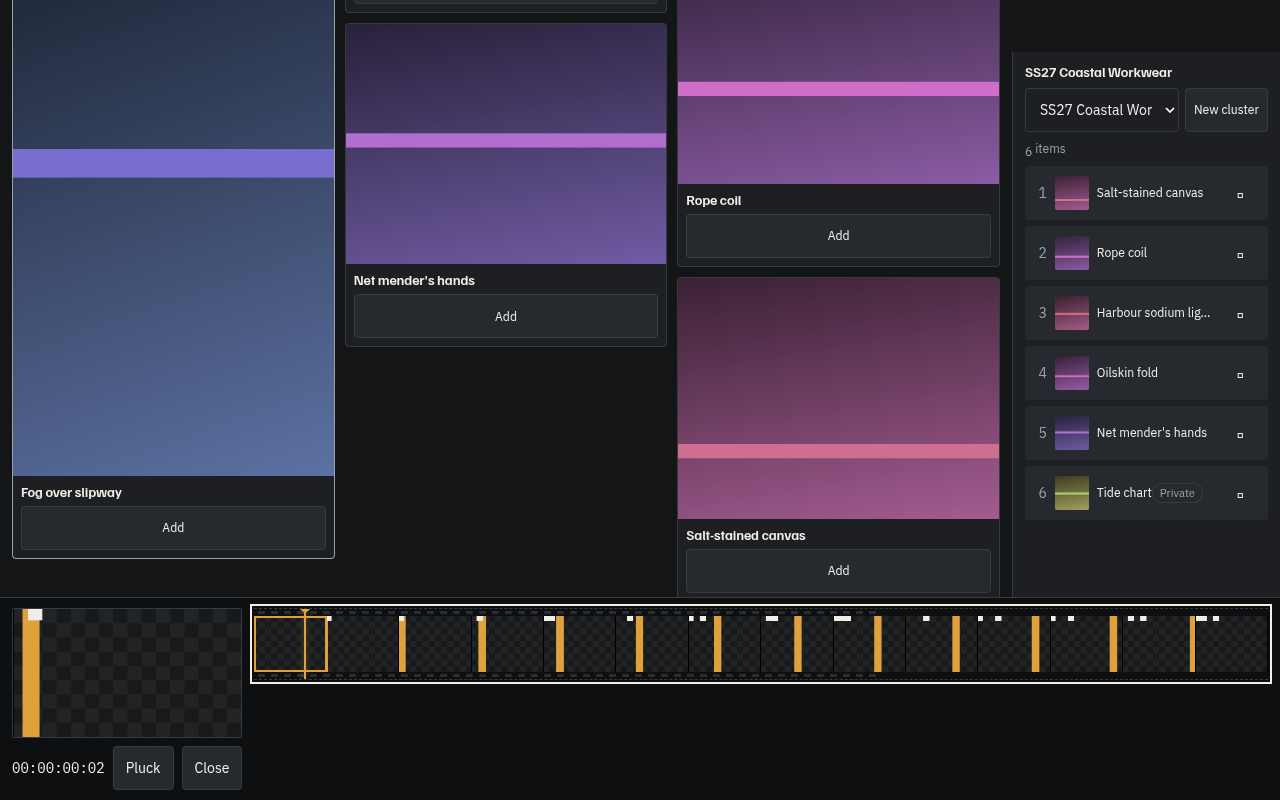 Fog over slipway
Add
Net mender's hands
Add
Rope coil
Add
Salt-stained canvas
Add
SS27 Coastal Workwear
SS27 Coastal Wor
New cluster
6 items
1 Salt-stained canvas
2 Rope coil
3 Harbour sodium lig...
4 Oilskin fold
5 Net mender's hands
6 Tide chart Private
00:00:00:02
Pluck
Close